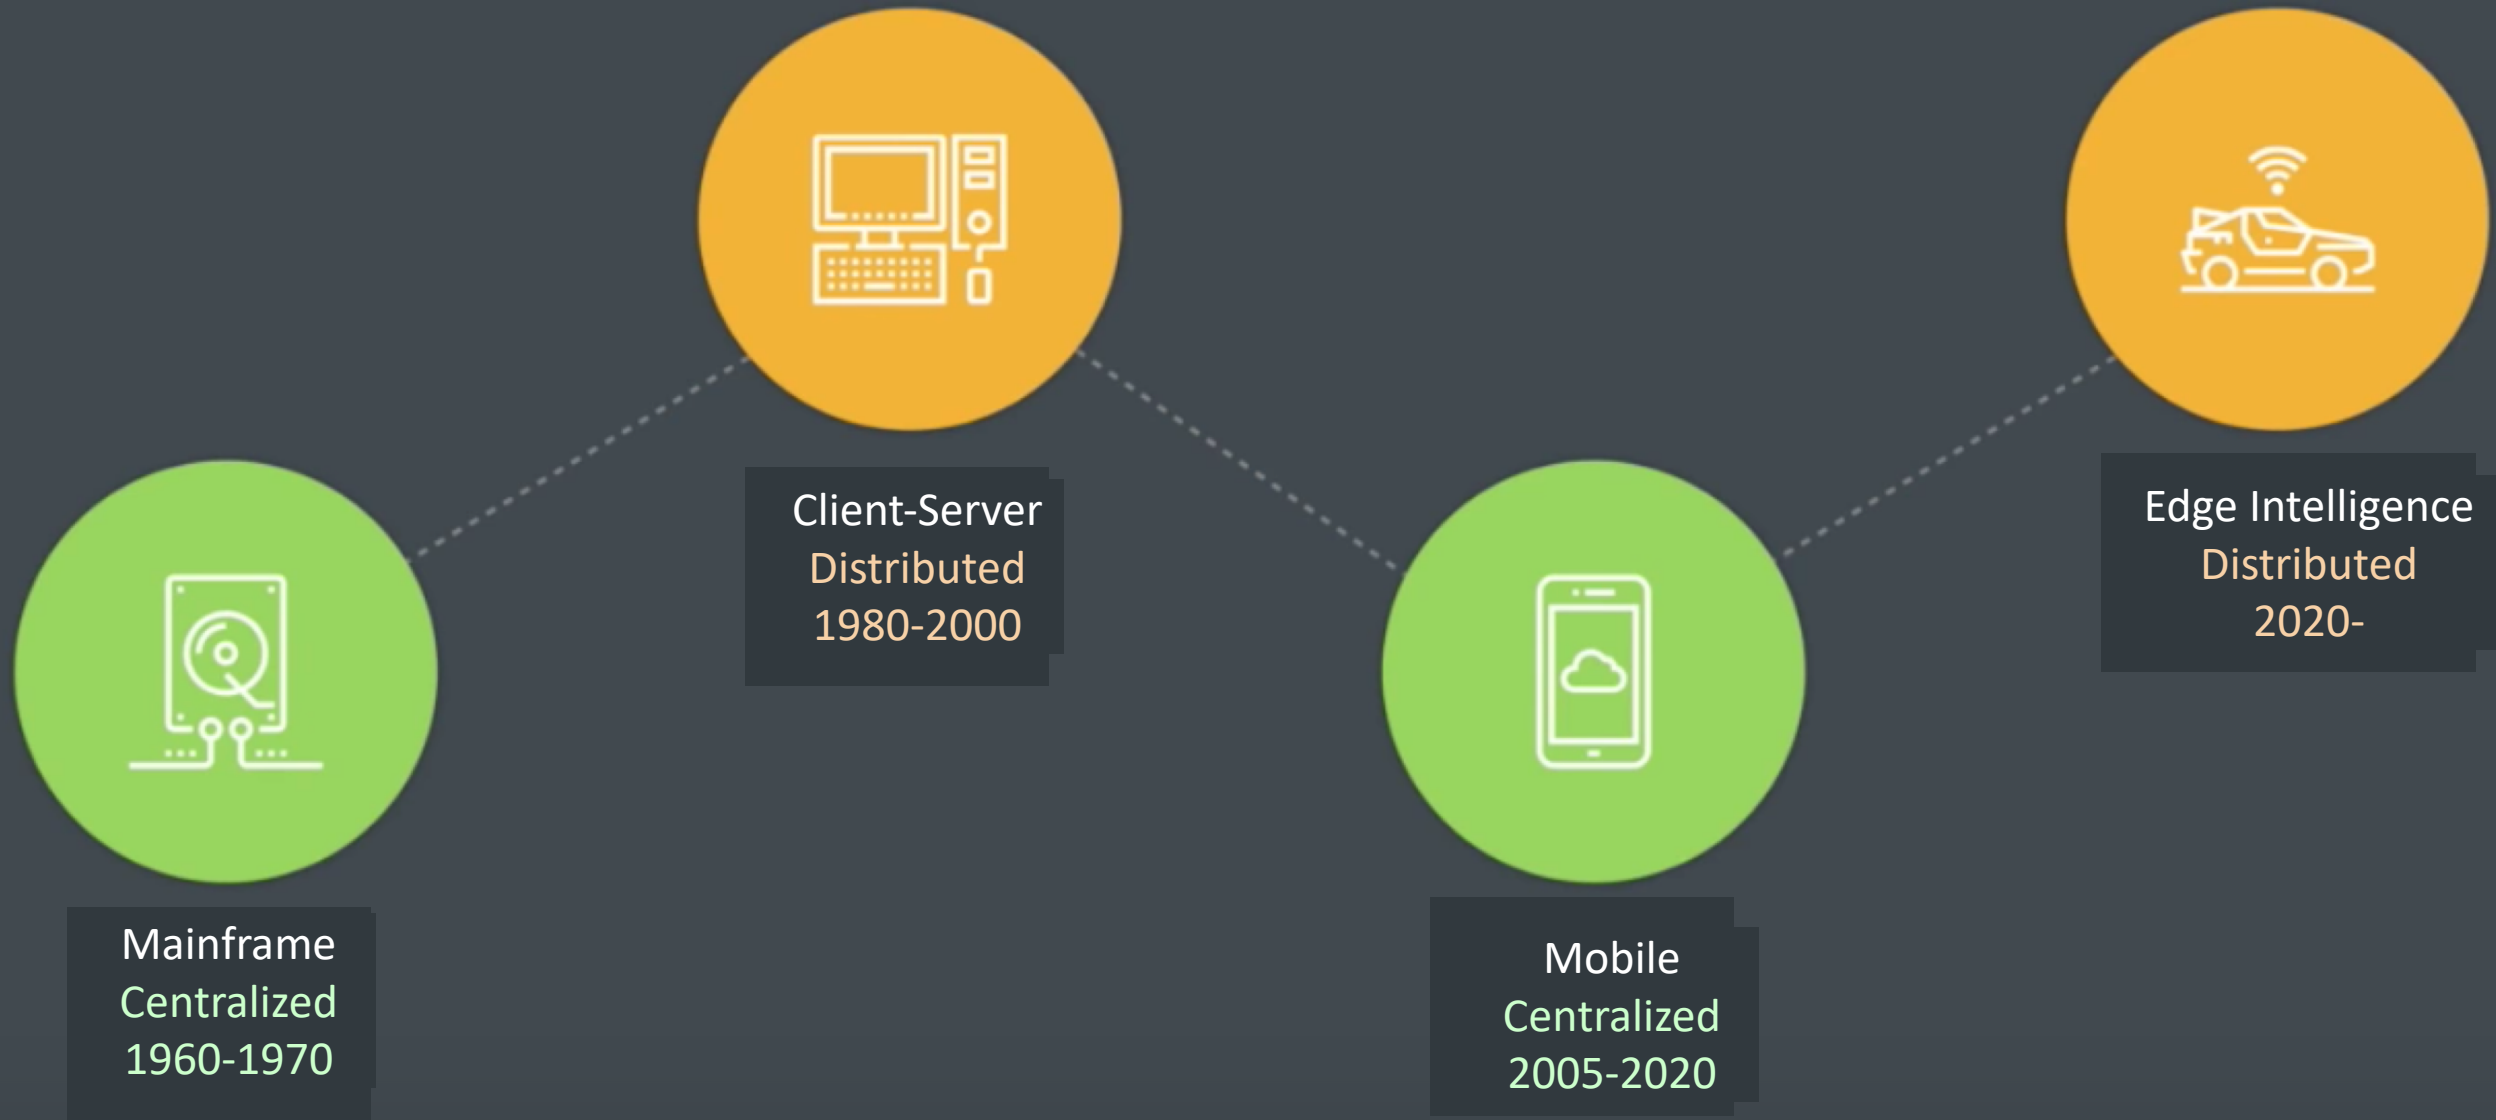 Mainframe
Centralized
1960-1970
Client-Server
Distributed
1980-2000
Mobile
Centralized
2005-2020
Edge Intelligence
Distributed
2020-